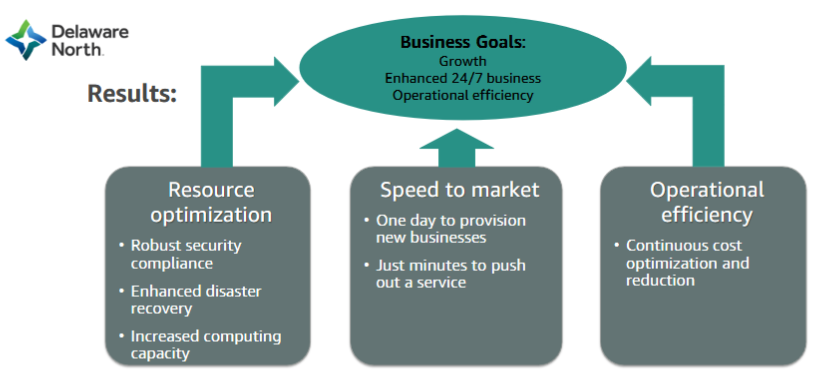 Delaware
North.
Results:
Business Goals:
Growth
Enhanced 24/7 business
Operational efficiency
Resource
optimization
• Robust security
compliance
• Enhanced disaster
recovery
• Increased computing
capacity
Speed to market
• One day to provision
new businesses
• Just minutes to push
out a service
Operational
efficiency
• Continuous cost
optimization and
reduction